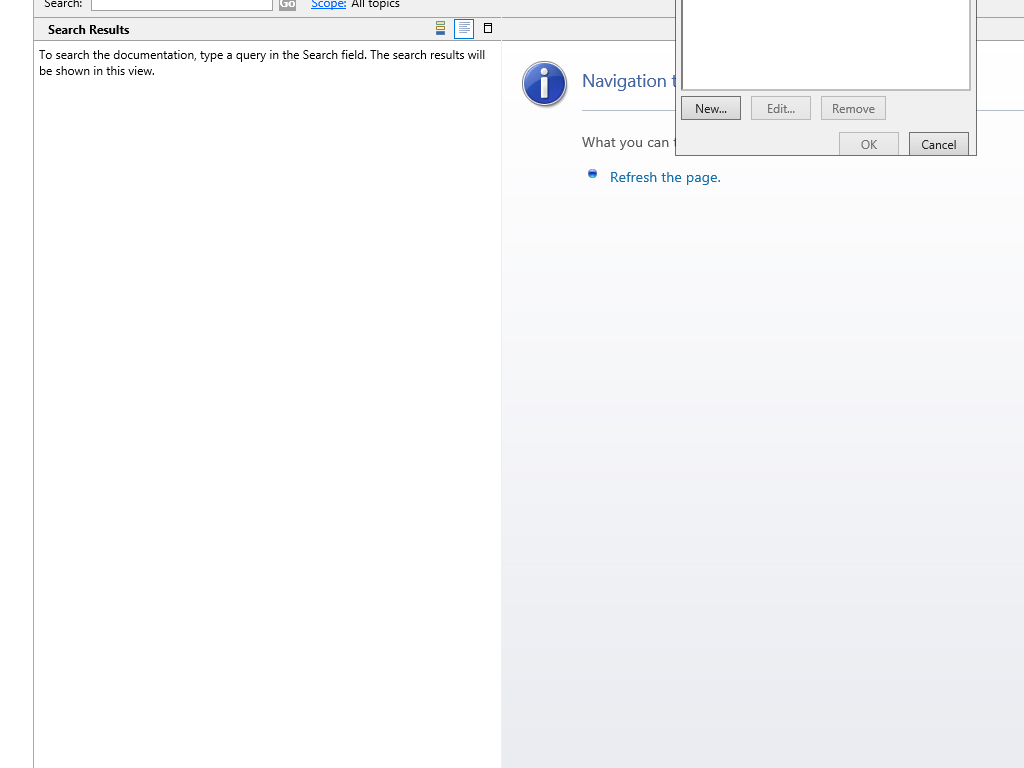 Search:
Go
Scope: All topics
Search Results
To search the documentation, type a query in the Search field. The search results will
be shown in this view.
Navigation
New...
Edit...
Remove
What you can
OK
Cancel
Refresh the page.